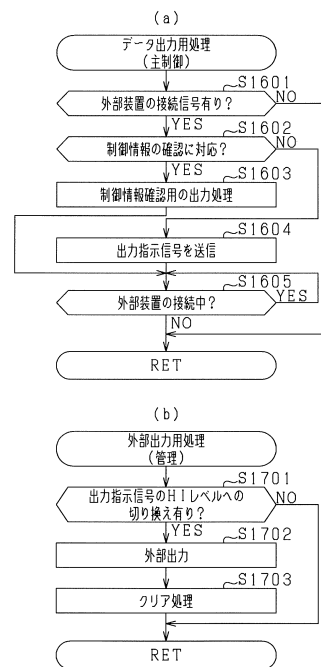 (a)
データ出力用処理
(主制御)
S1601
外部装置の接続信号有り?
NO
YES
S1602
制御情報の確認に対応?
NO
YES
S1603
制御情報確認用の出力処理
S1604
出力指示信号を送信
S1605
外部装置の接続中?
YES
NO
RET
(b)
外部出力用処理
(管理)
S1701
出力指示信号のHIレベルへの
切り換え有り?
NO
YES
S1702
外部出力
S1703
クリア処理
RET